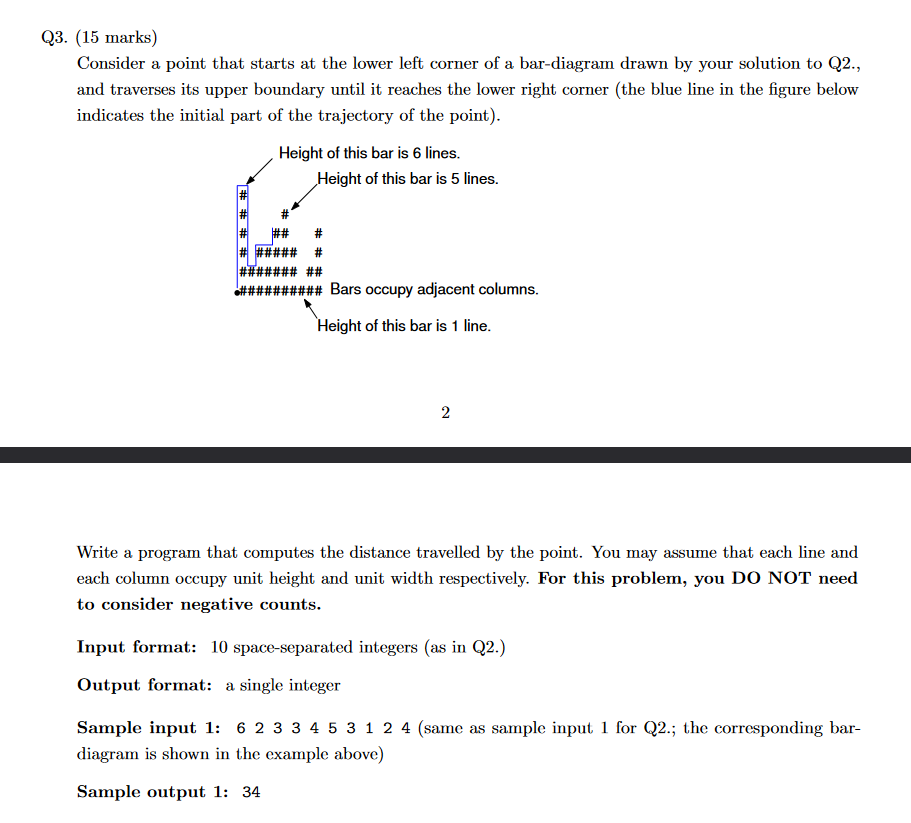 Q3. (15 marks)
Consider a point that starts at the lower left corner of a bar-diagram drawn by your solution to Q2.,
and traverses its upper boundary until it reaches the lower right corner (the blue line in the figure below
indicates the initial part of the trajectory of the point).
Height of this bar is 6 lines.
Height of this bar is 5 lines.
#
#    #
#   ##   #
# #####  #
####### ##
########## Bars occupy adjacent columns.
Height of this bar is 1 line.
2
Write a program that computes the distance travelled by the point. You may assume that each line and
each column occupy unit height and unit width respectively. For this problem, you DO NOT need
to consider negative counts.
Input format: 10 space-separated integers (as in Q2.)
Output format: a single integer
Sample input 1: 6 2 3 3 4 5 3 1 2 4 (same as sample input 1 for Q2.; the corresponding bar-
diagram is shown in the example above)
Sample output 1: 34